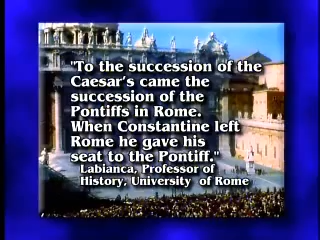 "To the succession of the
Caesar's came the
succession of the
Pontiffs in Rome.
When Constantine left
Rome he gave his
seat to the Pontiff."
Labianca, Professor of
History, University of Rome